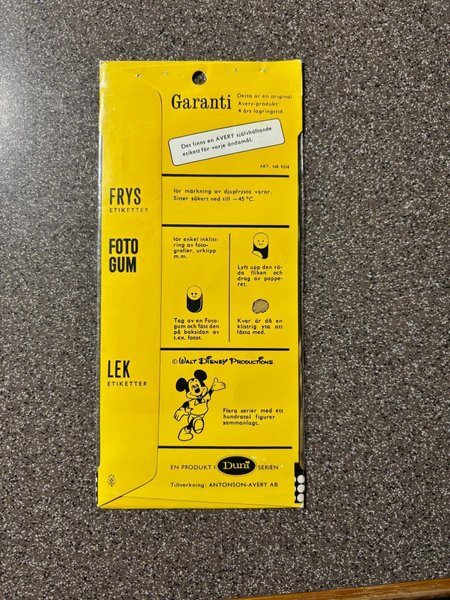 Garanti
Detta är en original
Avery-produkt
4 års lagringstid.
Det finns en AVERY självhäftande
etikett för varje ändamål.
ART. NR 9334
FRYS
ETIKETTER
för märkning av djupfrysta varor.
Sitter säkert ned till −45°C.
FOTO
GUM
för enkel inklist-
ring av foto-
grafier, urklipp
m.m.
Lyft upp den rö-
da fliken och
drag av pappe-
ret.
Tag av en Foto-
gum och fäst den
på baksidan av
t.ex. fotot.
Kvar är då en
klistrig yta att
fästa med.
LEK
ETIKETTER
© WALT DISNEY PRODUCTIONS
Flera serier med ett
hundratal figurer
sammanlagt.
EN PRODUKT I Duni SERIEN
Tillverkning: ANTONSON-AVERY AB